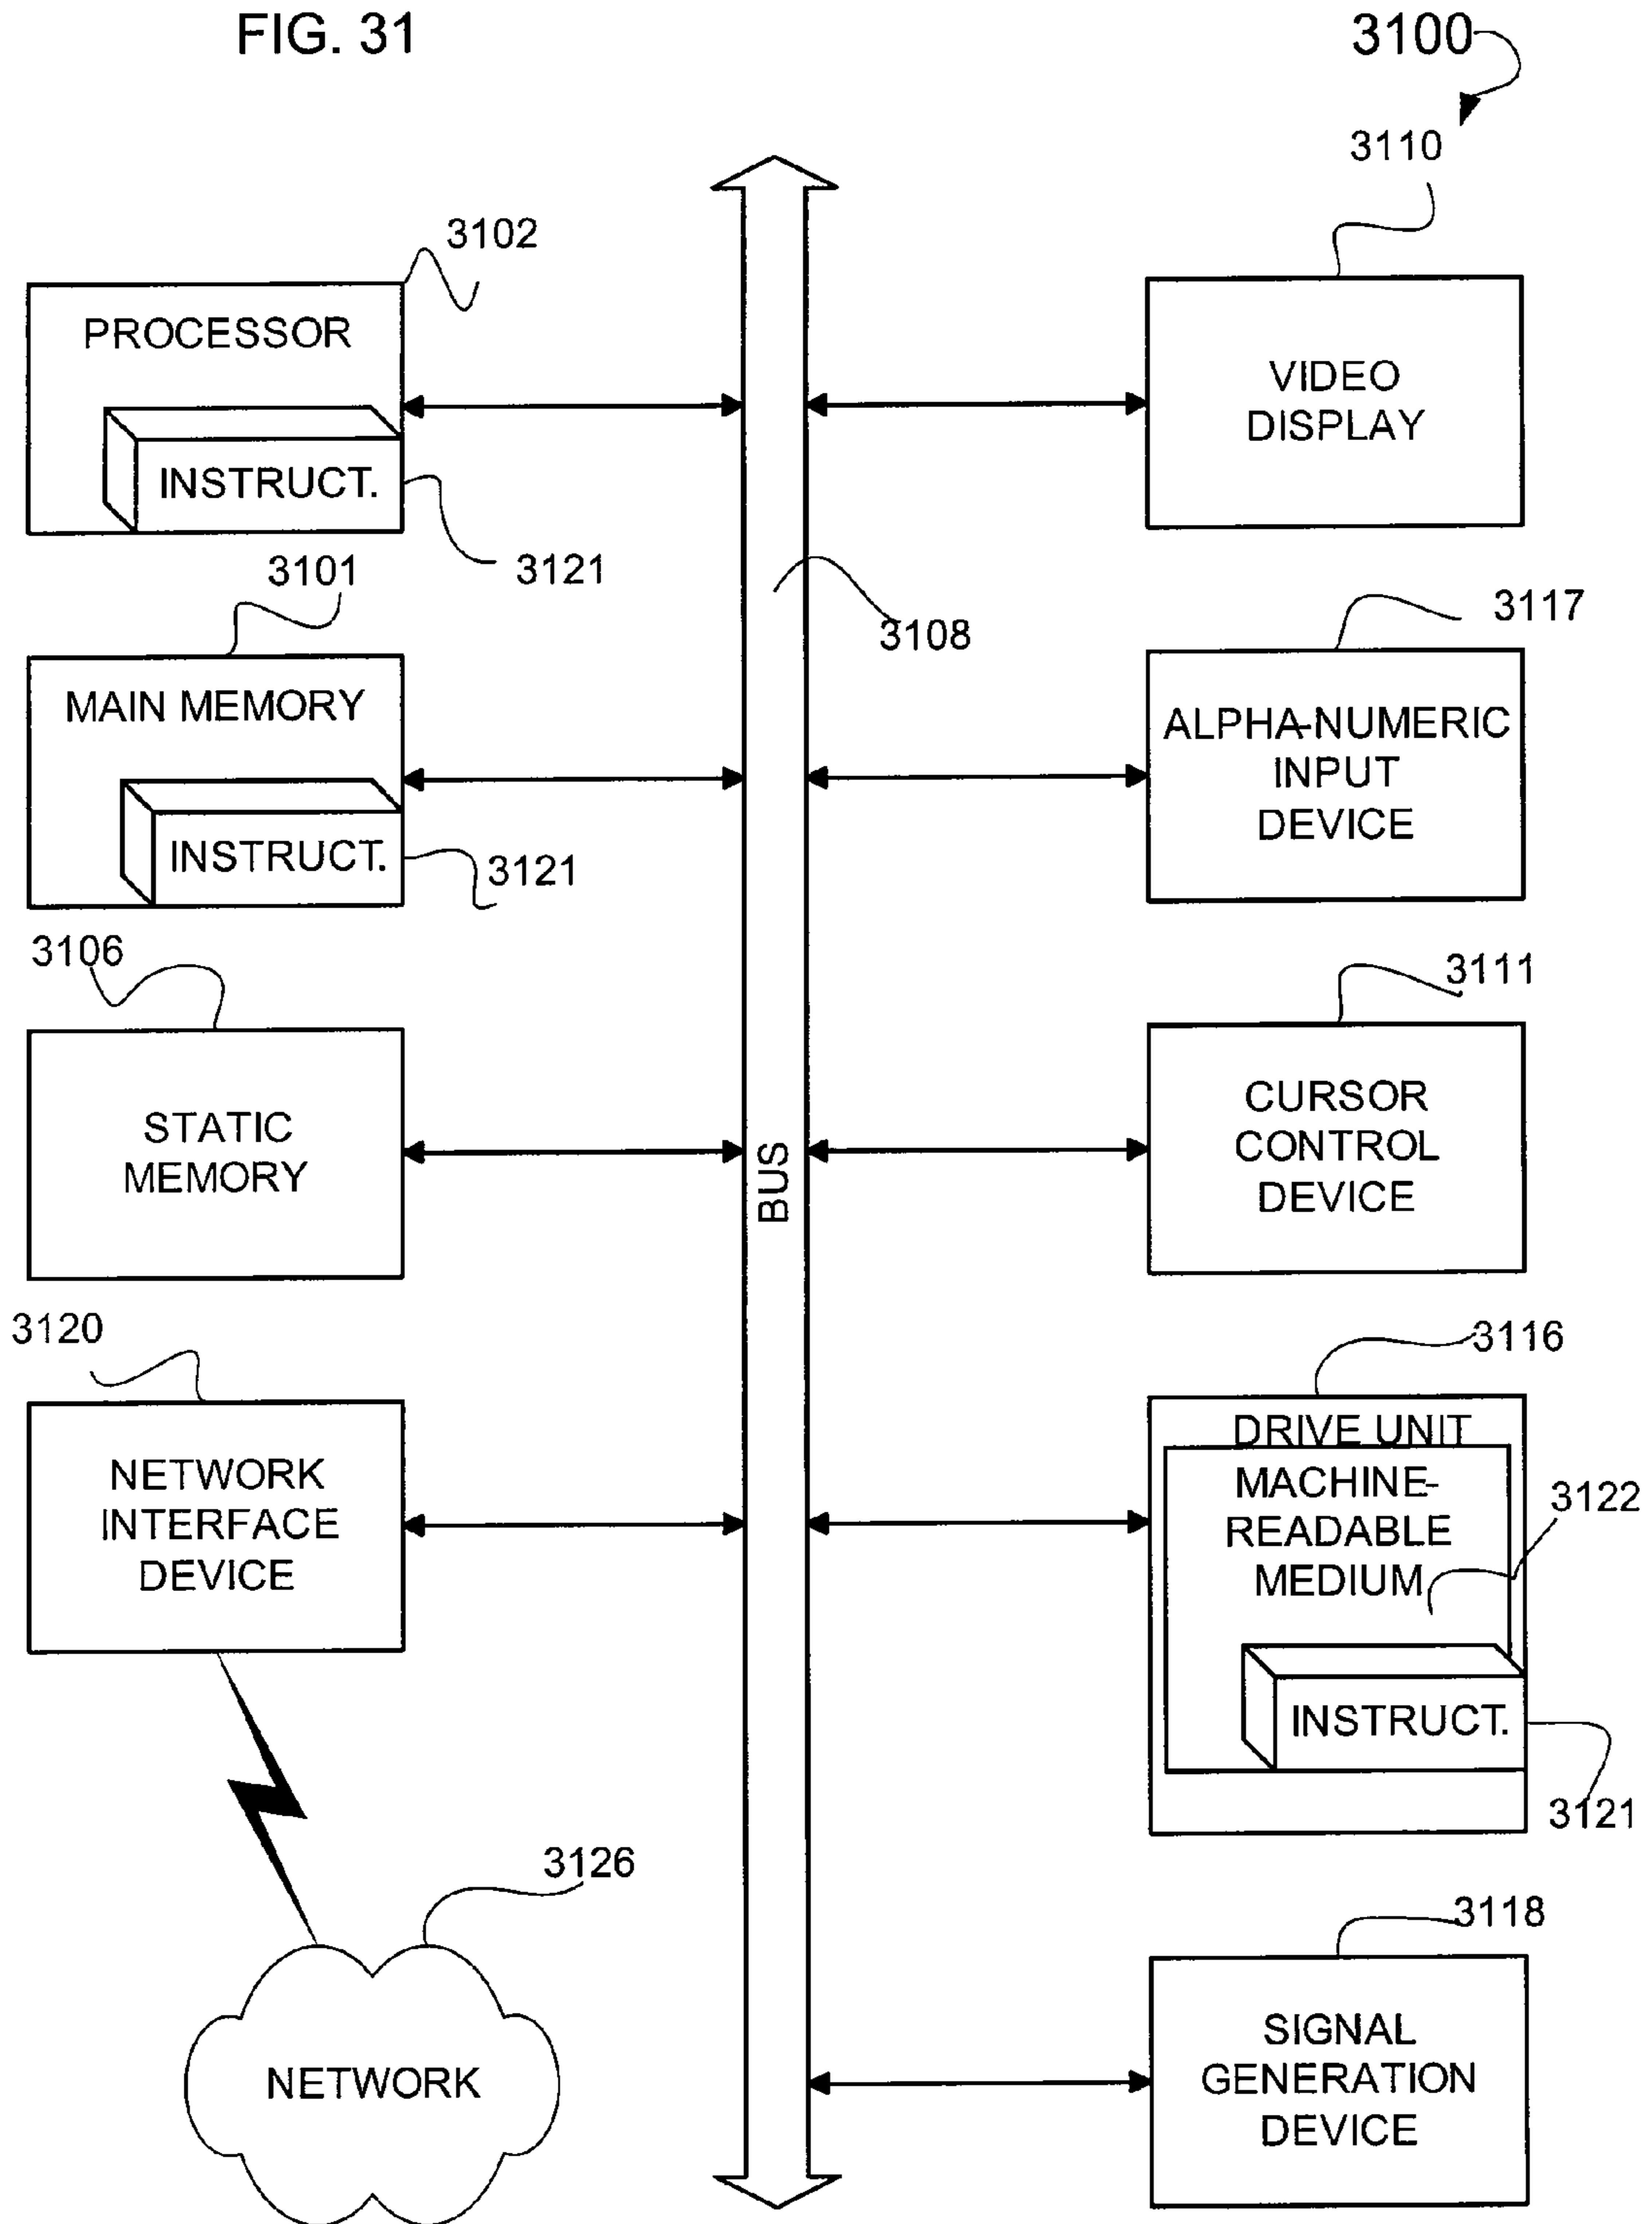 FIG. 31
3100
3110
3102
PROCESSOR
INSTRUCT.
3121
VIDEO
DISPLAY
3101
MAIN MEMORY
INSTRUCT.
3121
3108
3117
ALPHA-NUMERIC
INPUT
DEVICE
3106
STATIC
MEMORY
BUS
3111
CURSOR
CONTROL
DEVICE
3120
NETWORK
INTERFACE
DEVICE
3116
DRIVE UNIT
MACHINE-
READABLE
MEDIUM
3122
INSTRUCT.
3121
3126
NETWORK
3118
SIGNAL
GENERATION
DEVICE